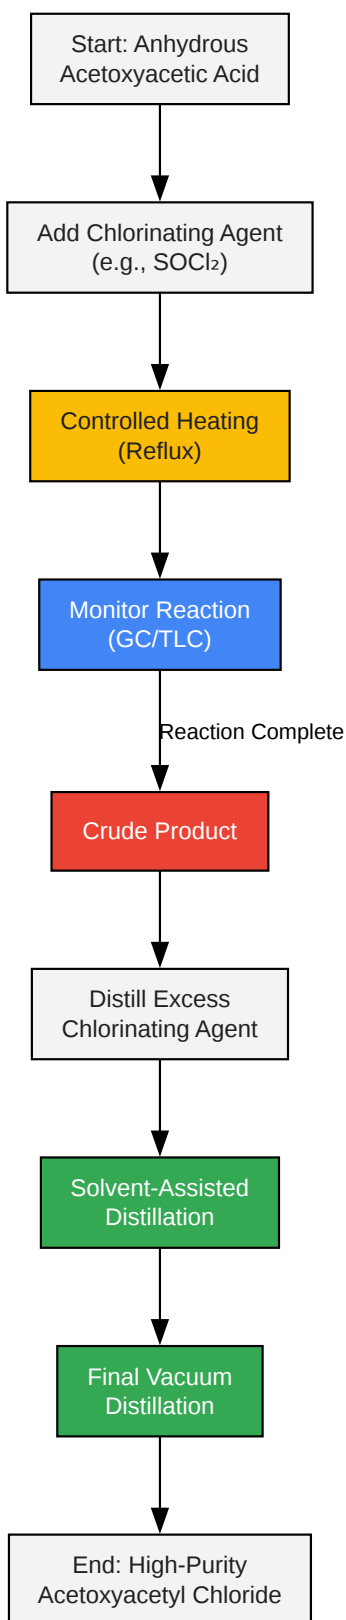 Start: Anhydrous
Acetoxyacetic Acid
Add Chlorinating Agent
(e.g., SOCl₂)
Controlled Heating
(Reflux)
Monitor Reaction
(GC/TLC)
Reaction Complete
Crude Product
Distill Excess
Chlorinating Agent
Solvent-Assisted
Distillation
Final Vacuum
Distillation
End: High-Purity
Acetoxyacetyl Chloride